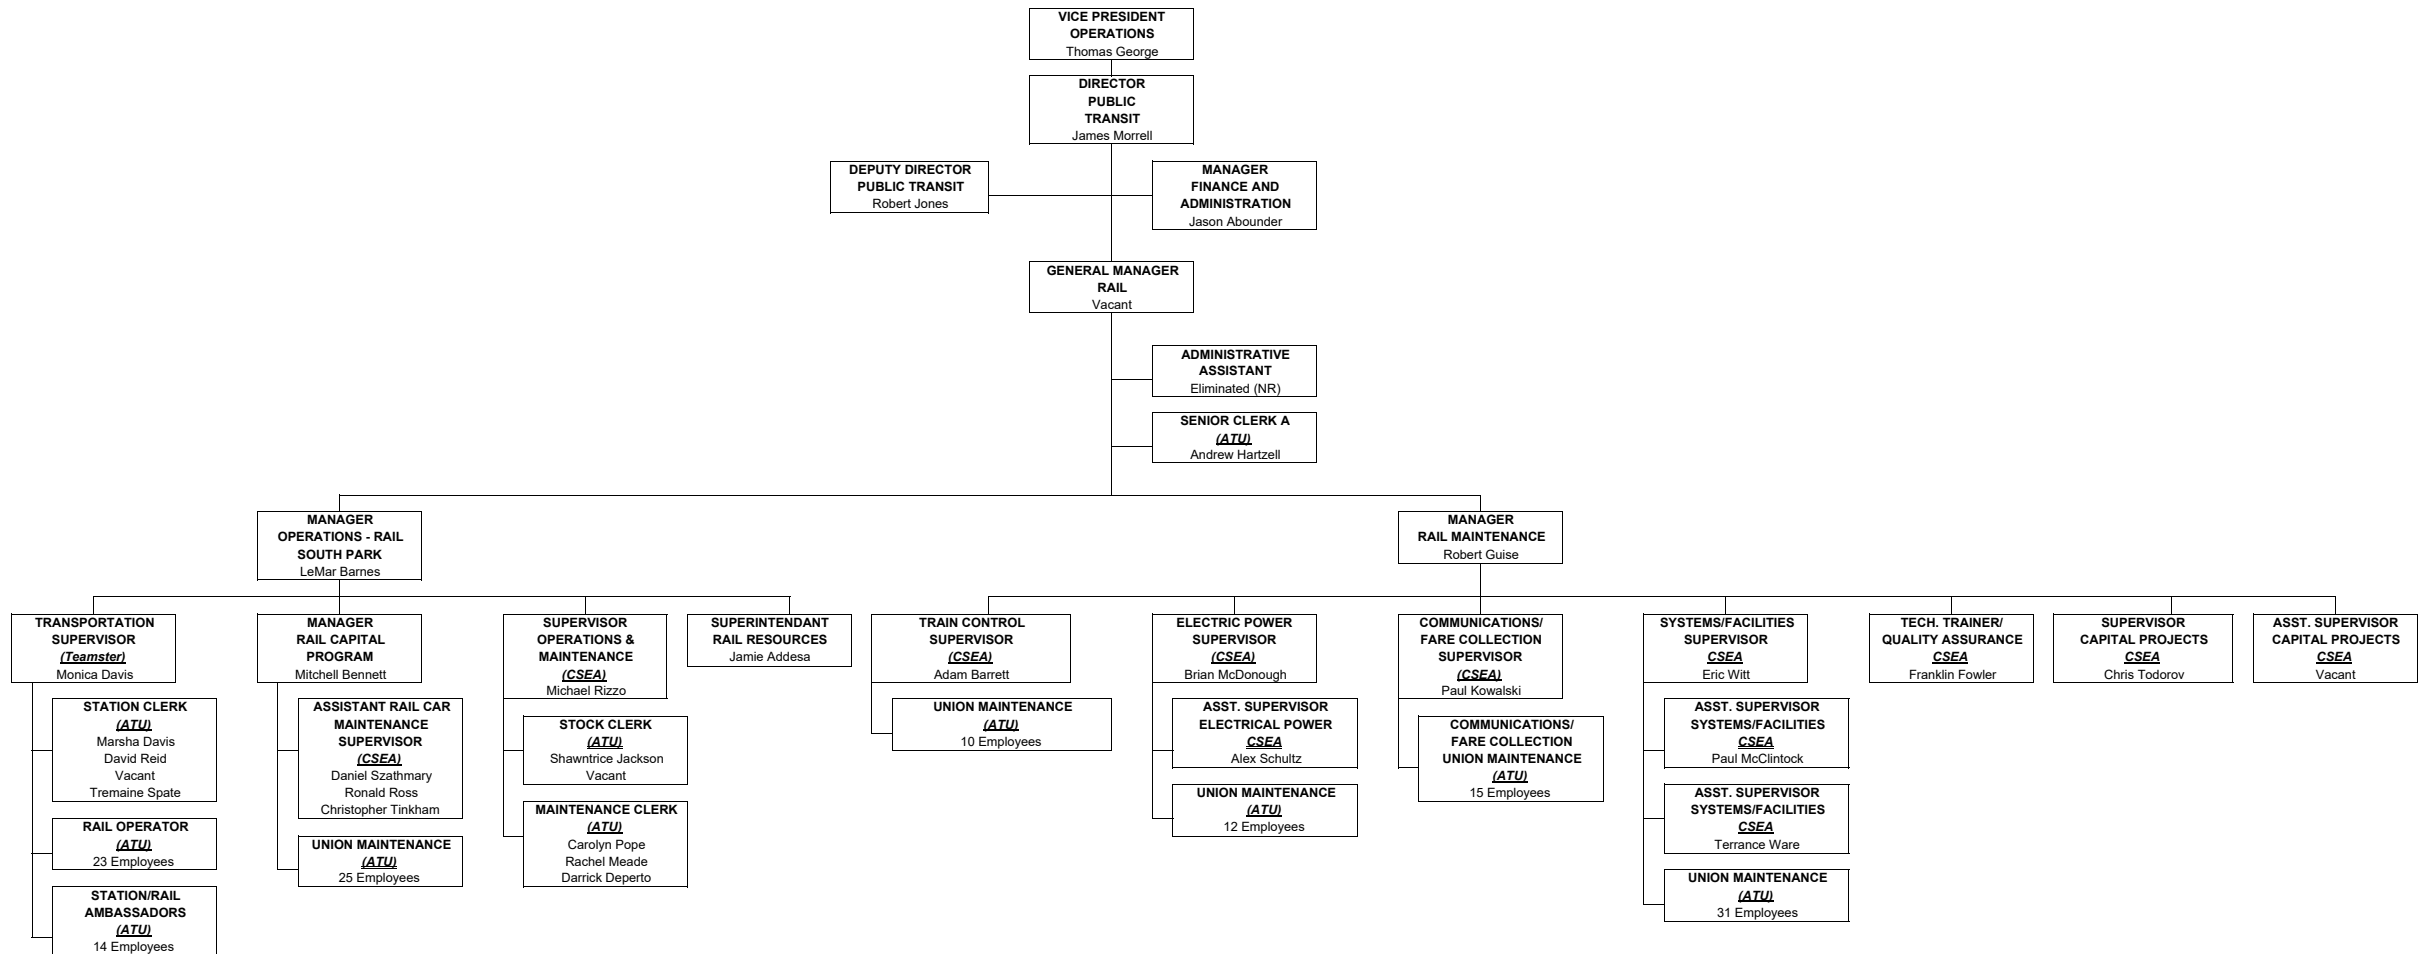 VICE PRESIDENT
OPERATIONS
Thomas George
DIRECTOR
PUBLIC
TRANSIT
James Morrell
DEPUTY DIRECTOR
PUBLIC TRANSIT
Robert Jones
MANAGER
FINANCE AND
ADMINISTRATION
Jason Abounder
GENERAL MANAGER
RAIL
Vacant
ADMINISTRATIVE
ASSISTANT
Eliminated (NR)
SENIOR CLERK A
(ATU)
Andrew Hartzell
MANAGER
OPERATIONS - RAIL
SOUTH PARK
LeMar Barnes
MANAGER
RAIL MAINTENANCE
Robert Guise
TRANSPORTATION
SUPERVISOR
(Teamster)
Monica Davis
STATION CLERK
(ATU)
Marsha Davis
David Reid
Vacant
Tremaine Spate
RAIL OPERATOR
(ATU)
23 Employees
STATION/RAIL
AMBASSADORS
(ATU)
14 Employees
MANAGER
RAIL CAPITAL
PROGRAM
Mitchell Bennett
ASSISTANT RAIL CAR
MAINTENANCE
SUPERVISOR
(CSEA)
Daniel Szathmary
Ronald Ross
Christopher Tinkham
UNION MAINTENANCE
(ATU)
25 Employees
SUPERVISOR
OPERATIONS &
MAINTENANCE
(CSEA)
Michael Rizzo
STOCK CLERK
(ATU)
Shawntrice Jackson
Vacant
MAINTENANCE CLERK
(ATU)
Carolyn Pope
Rachel Meade
Darrick Deperto
SUPERINTENDANT
RAIL RESOURCES
Jamie Addesa
TRAIN CONTROL
SUPERVISOR
(CSEA)
Adam Barrett
UNION MAINTENANCE
(ATU)
10 Employees
ELECTRIC POWER
SUPERVISOR
(CSEA)
Brian McDonough
ASST. SUPERVISOR
ELECTRICAL POWER
CSEA
Alex Schultz
UNION MAINTENANCE
(ATU)
12 Employees
COMMUNICATIONS/
FARE COLLECTION
SUPERVISOR
(CSEA)
Paul Kowalski
COMMUNICATIONS/
FARE COLLECTION
UNION MAINTENANCE
(ATU)
15 Employees
SYSTEMS/FACILITIES
SUPERVISOR
CSEA
Eric Witt
ASST. SUPERVISOR
SYSTEMS/FACILITIES
CSEA
Paul McClintock
ASST. SUPERVISOR
SYSTEMS/FACILITIES
CSEA
Terrance Ware
UNION MAINTENANCE
(ATU)
31 Employees
TECH. TRAINER/
QUALITY ASSURANCE
CSEA
Franklin Fowler
SUPERVISOR
CAPITAL PROJECTS
CSEA
Chris Todorov
ASST. SUPERVISOR
CAPITAL PROJECTS
CSEA
Vacant